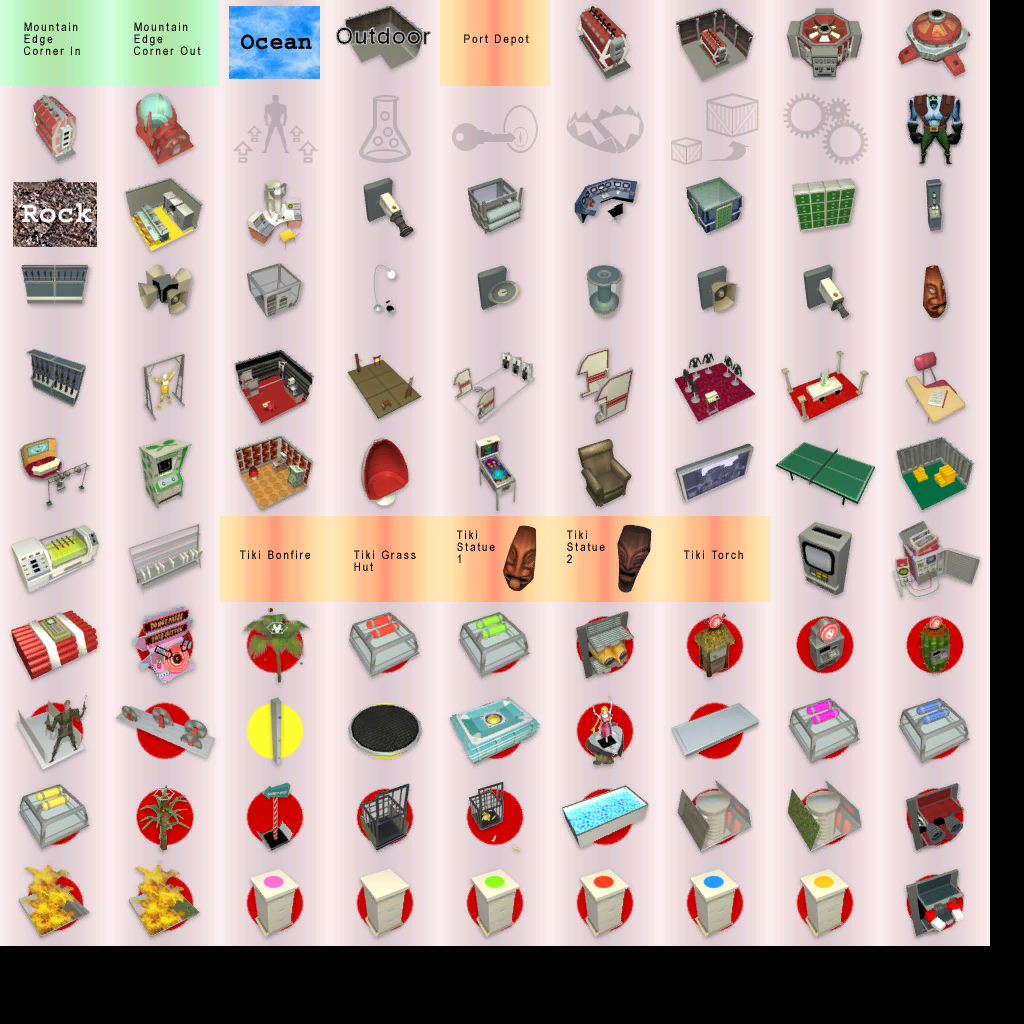 Mountain
Edge
Corner In
Mountain
Edge
Corner Out
Ocean
Outdoor
Port Depot
Rock
Tiki Bonfire
Tiki Grass
Hut
Tiki
Statue
1
Tiki
Statue
2
Tiki Torch